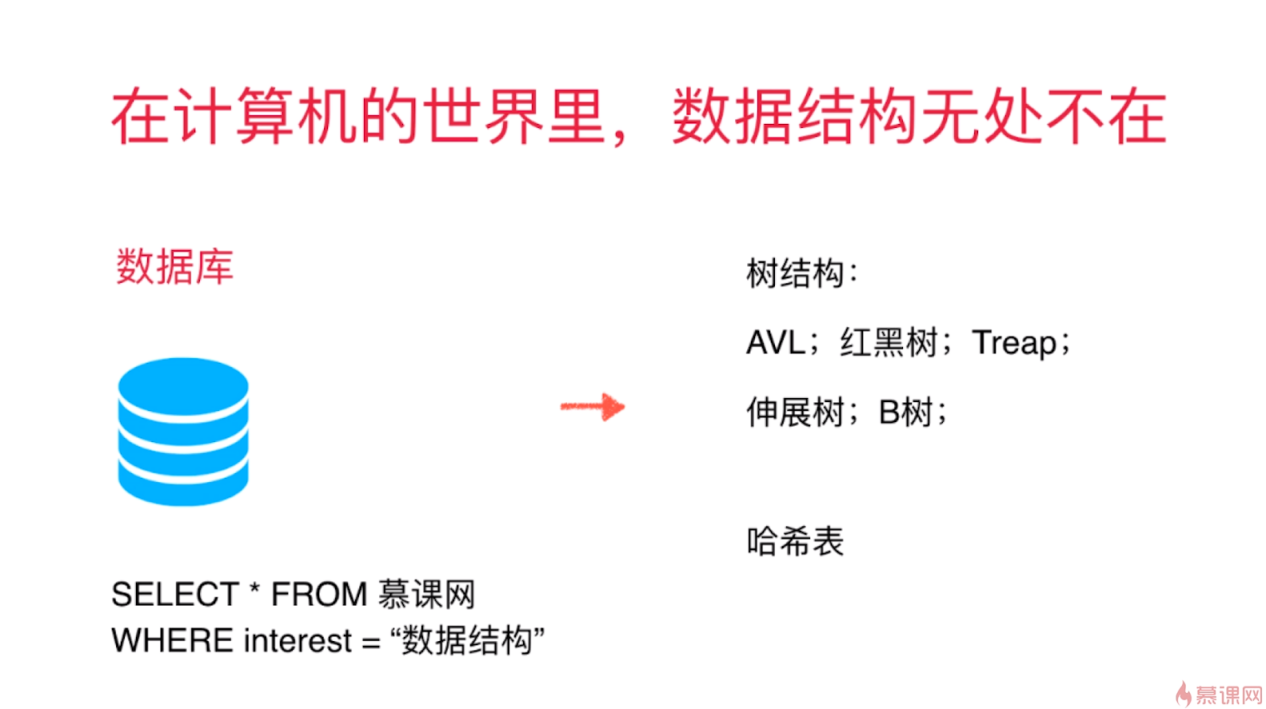 在计算机的世界里，数据结构无处不在
数据库
SELECT * FROM 慕课网
WHERE interest = “数据结构”
树结构：
AVL；红黑树；Treap；
伸展树；B树；
哈希表
慕课网